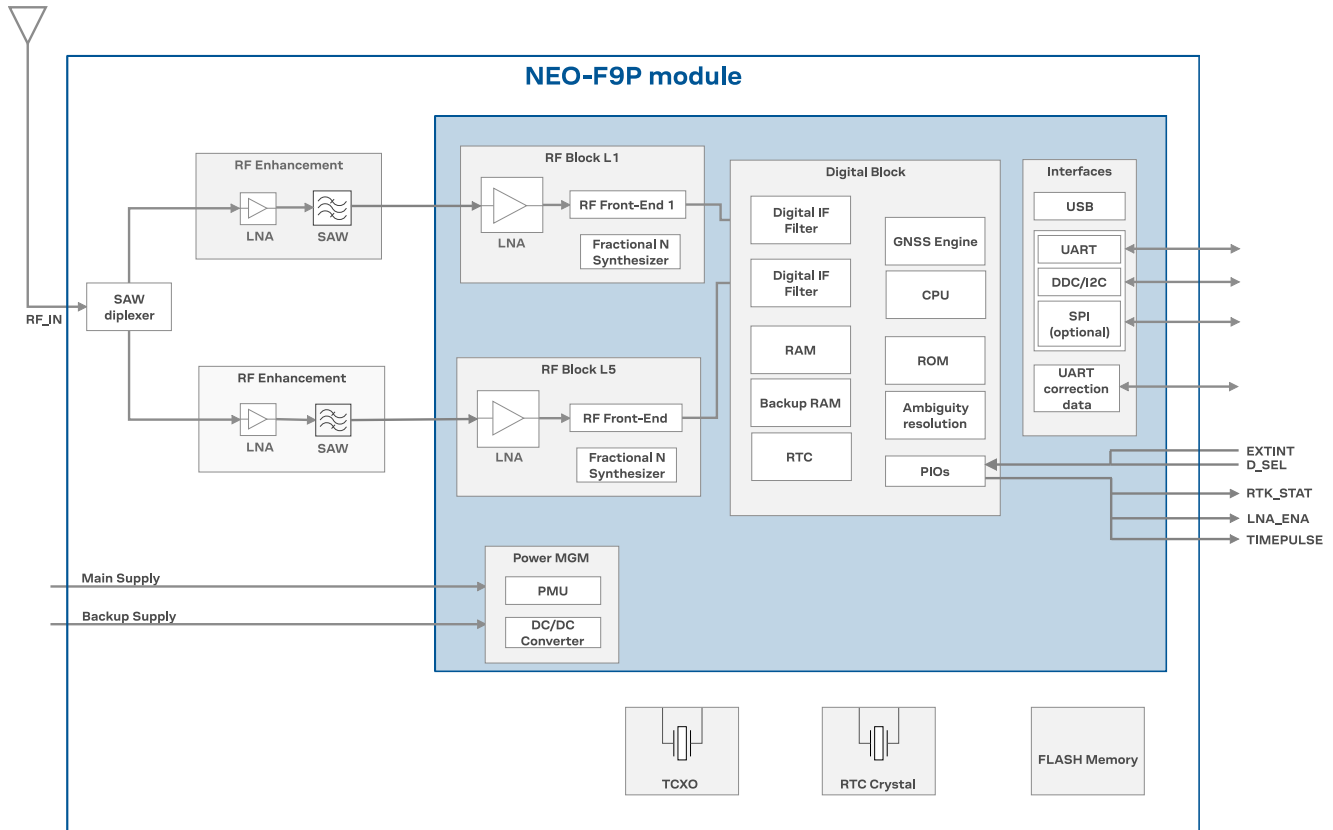 NEO-F9P module
RF_IN
SAW
diplexer
RF Enhancement
LNA
SAW
RF Enhancement
LNA
SAW
RF Block L1
LNA
RF Front-End 1
Fractional N
Synthesizer
RF Block L5
LNA
RF Front-End
Fractional N
Synthesizer
Digital Block
Digital IF
Filter
Digital IF
Filter
RAM
Backup RAM
RTC
GNSS Engine
CPU
ROM
Ambiguity
resolution
PIOs
Interfaces
USB
UART
DDC/I2C
SPI
(optional)
UART
correction
data
EXTINT
D_SEL
RTK_STAT
LNA_ENA
TIMEPULSE
Main Supply
Backup Supply
Power MGM
PMU
DC/DC
Converter
TCXO
RTC Crystal
FLASH Memory